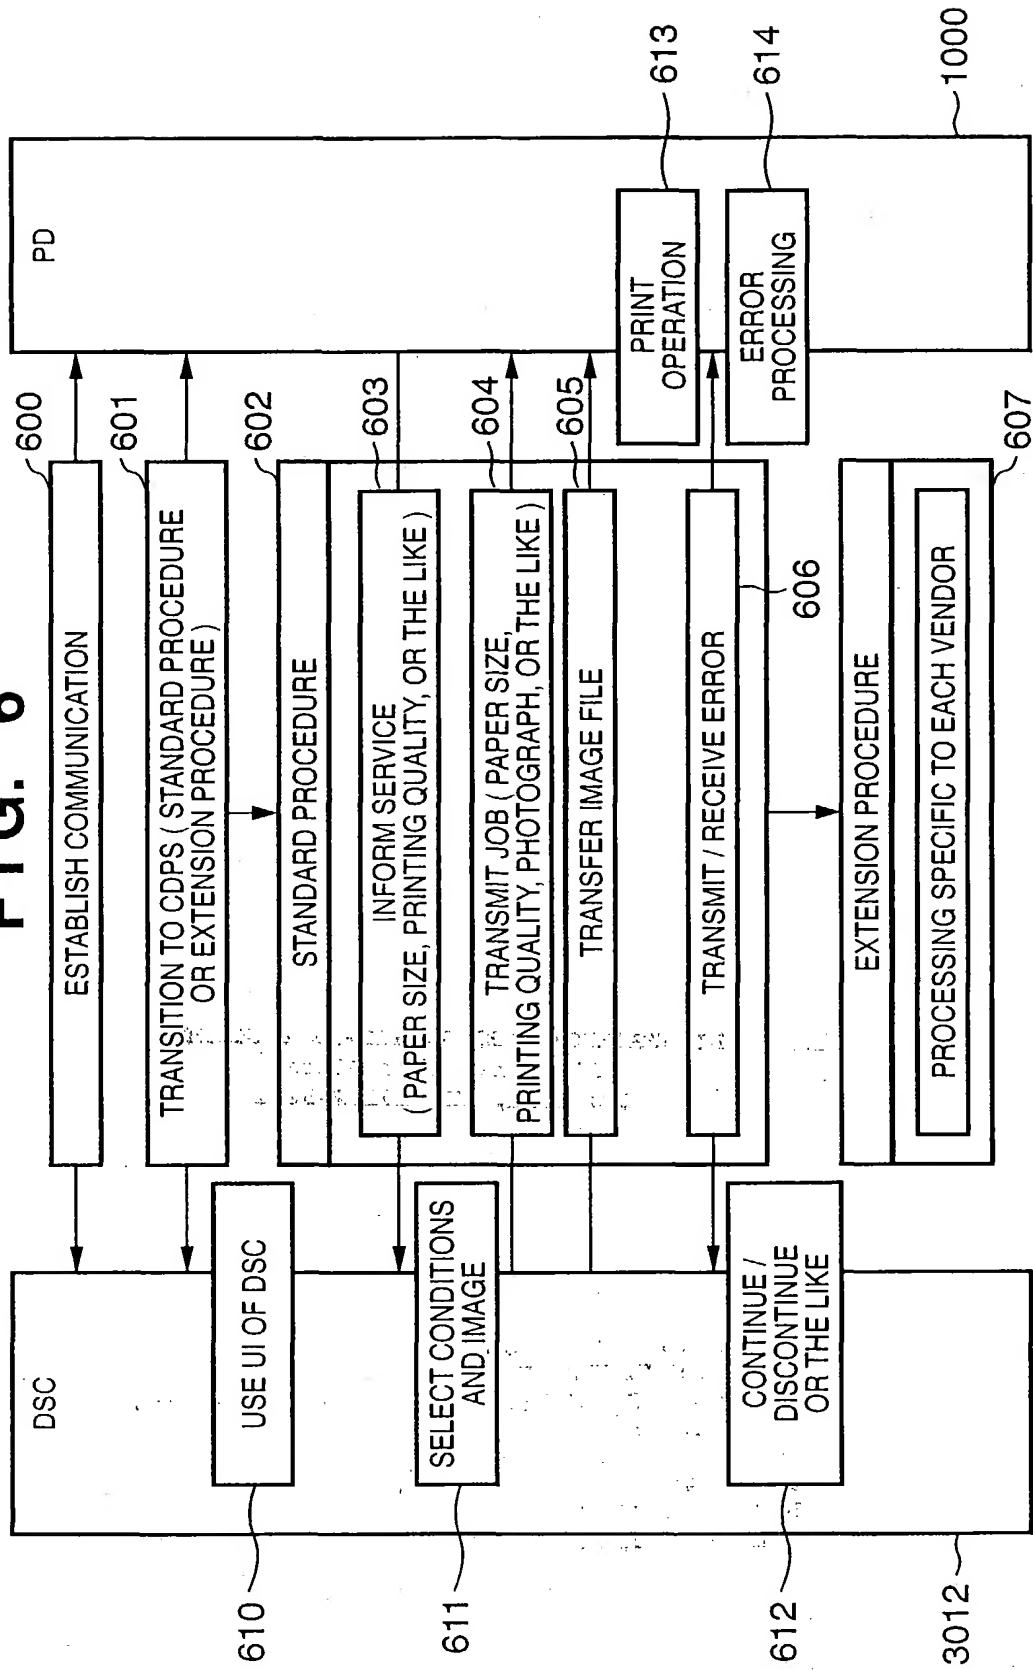 FIG. 6
DSC
3012
USE UI OF DSC
610
SELECT CONDITIONS
AND IMAGE
611
CONTINUE /
DISCONTINUE
OR THE LIKE
612
ESTABLISH COMMUNICATION
600
TRANSITION TO CDPS ( STANDARD PROCEDURE
OR EXTENSION PROCEDURE )
601
STANDARD PROCEDURE
602
INFORM SERVICE
( PAPER SIZE, PRINTING QUALITY, OR THE LIKE )
603
TRANSMIT JOB ( PAPER SIZE,
PRINTING QUALITY, PHOTOGRAPH, OR THE LIKE )
604
TRANSFER IMAGE FILE
605
TRANSMIT / RECEIVE ERROR
606
EXTENSION PROCEDURE
PROCESSING SPECIFIC TO EACH VENDOR
607
PD
1000
PRINT
OPERATION
613
ERROR
PROCESSING
614